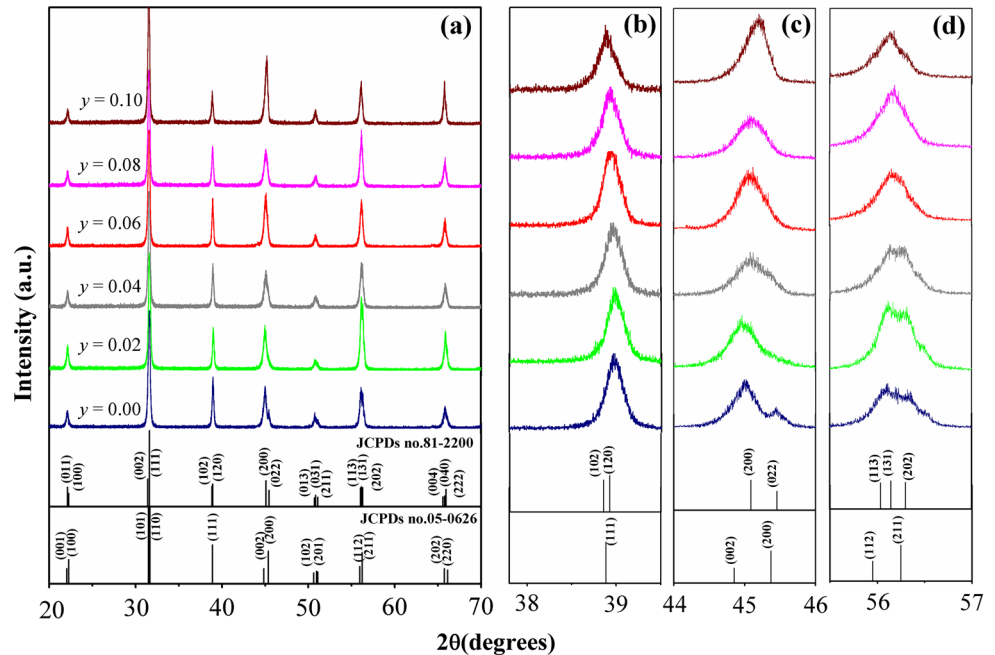 (a)
(b)
(c)
(d)
Intensity (a.u.)
y = 0.10
y = 0.08
y = 0.06
y = 0.04
y = 0.02
y = 0.00
JCPDs no.81-2200
(011)
(100)
(002)
(111)
(102)
(120)
(200)
(022)
(013)
(031)
(211)
(113)
(131)
(202)
(004)
(040)
(222)
JCPDs no.05-0626
(001)
(100)
(101)
(110)
(111)
(002)
(200)
(102)
(201)
(112)
(211)
(202)
(220)
20 30 40 50 60 70
(102)
(120)
(111)
38 39
(200)
(022)
(002)
(200)
44 45 46
(113)
(131)
(202)
(112)
(211)
56 57
2θ(degrees)